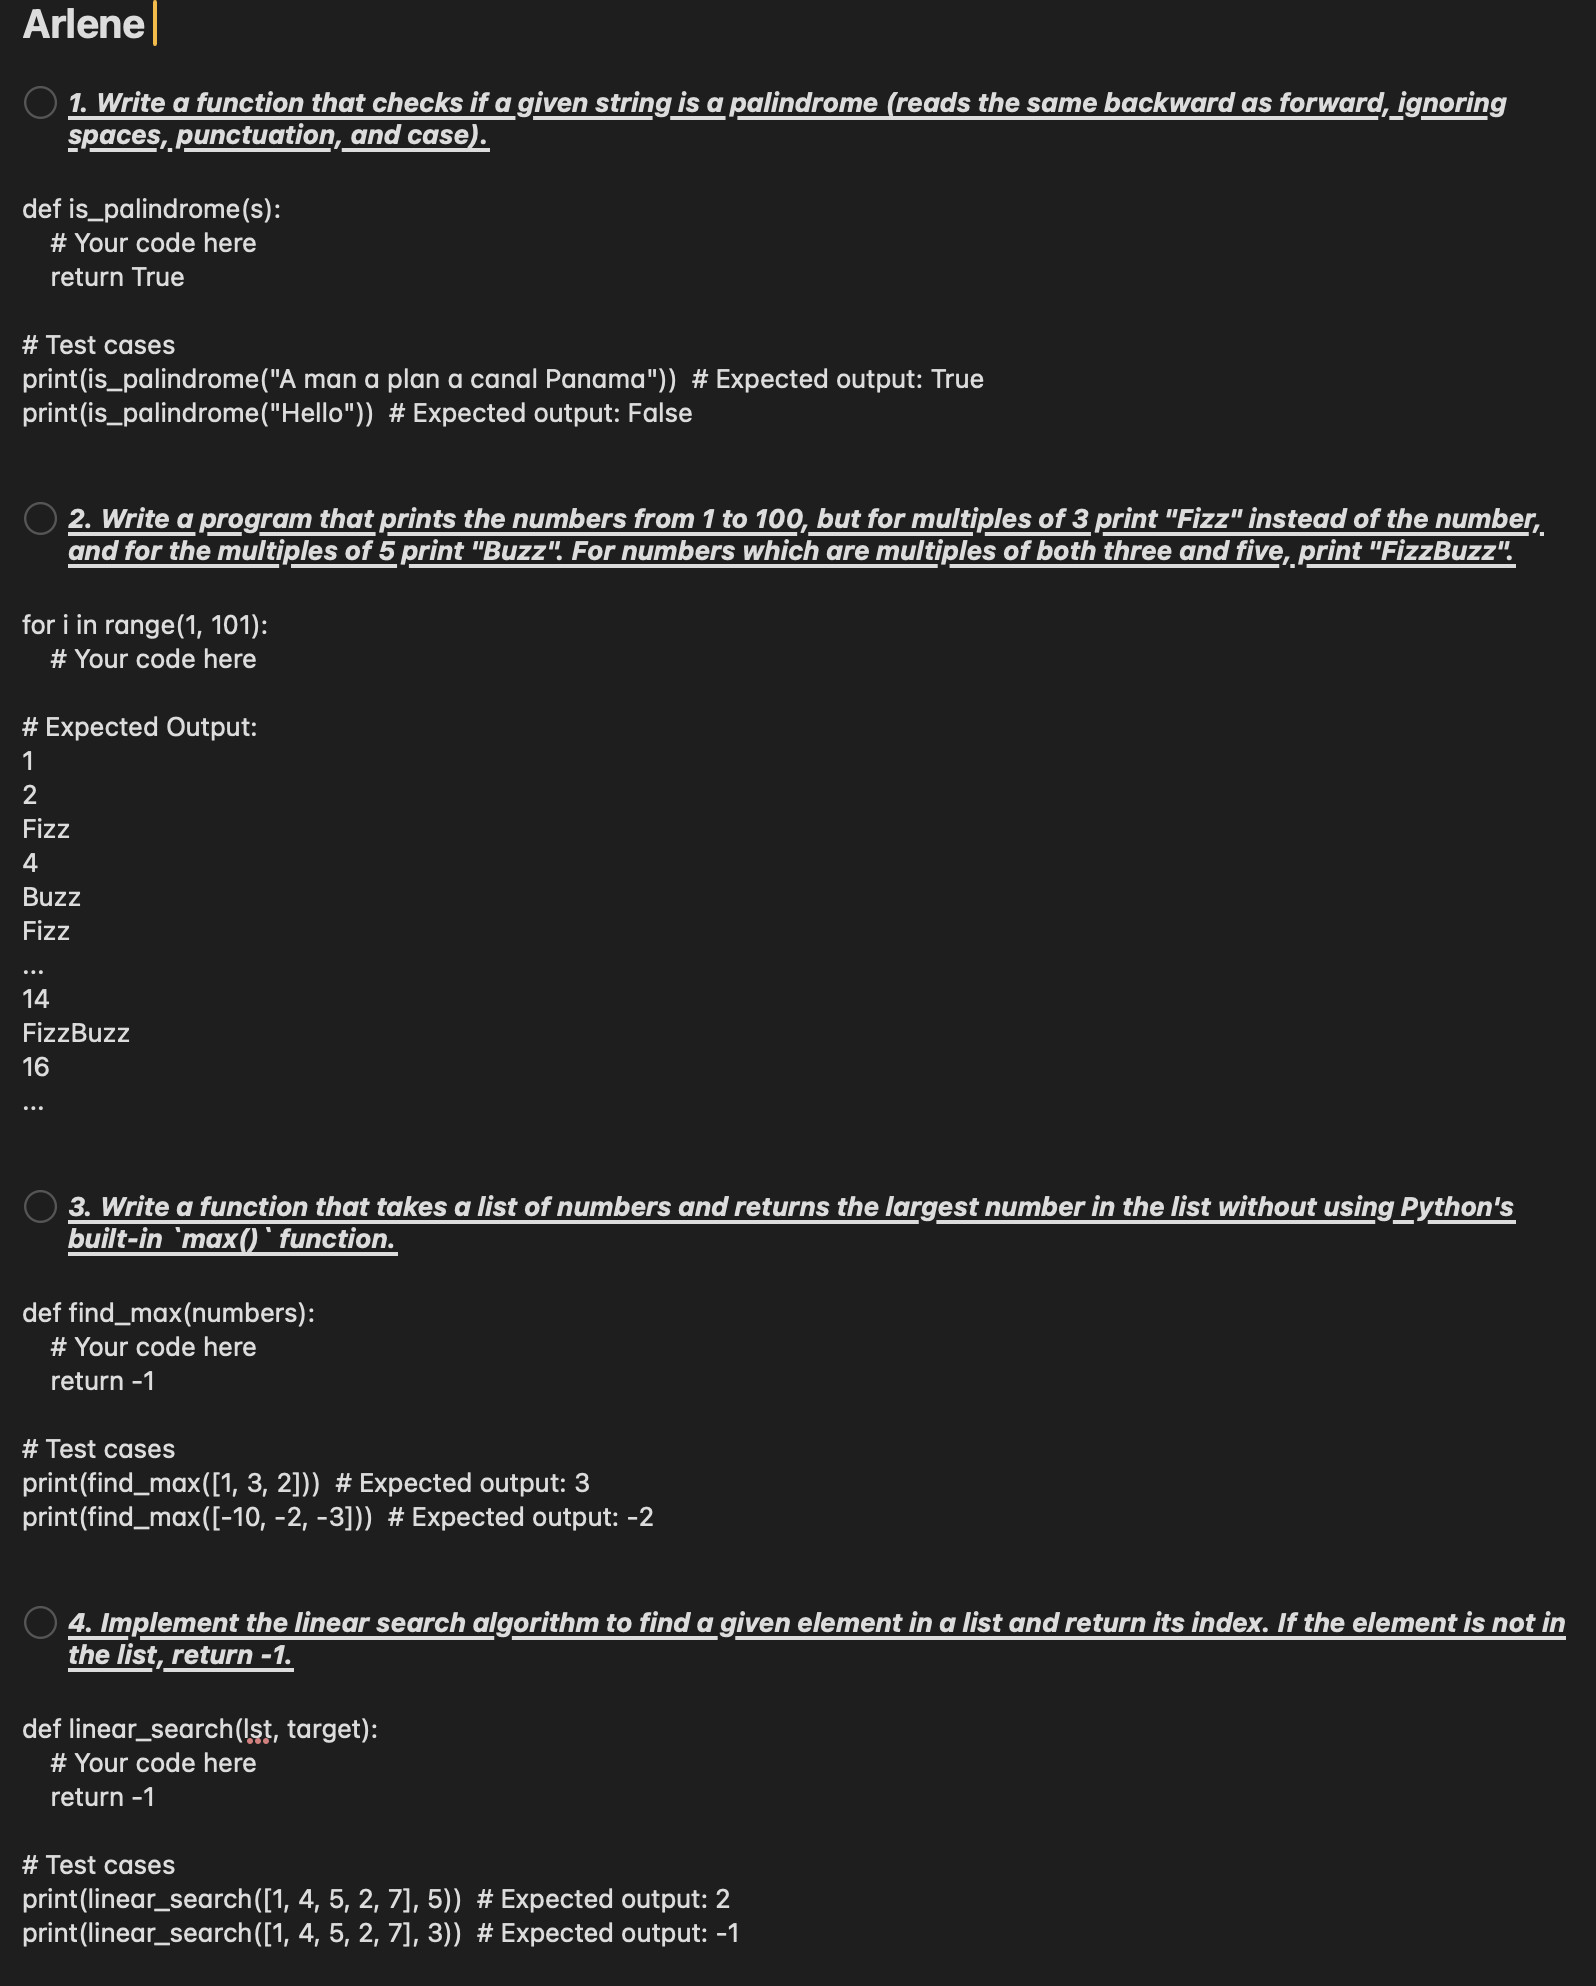 Arlene
1. Write a function that checks if a given string is a palindrome (reads the same backward as forward, ignoring
spaces, punctuation, and case).
def is_palindrome(s):
    # Your code here
    return True
# Test cases
print(is_palindrome("A man a plan a canal Panama"))  # Expected output: True
print(is_palindrome("Hello"))  # Expected output: False
2. Write a program that prints the numbers from 1 to 100, but for multiples of 3 print "Fizz" instead of the number,
and for the multiples of 5 print "Buzz". For numbers which are multiples of both three and five, print "FizzBuzz".
for i in range(1, 101):
    # Your code here
# Expected Output:
1
2
Fizz
4
Buzz
Fizz
...
14
FizzBuzz
16
...
3. Write a function that takes a list of numbers and returns the largest number in the list without using Python's
built-in `max()` function.
def find_max(numbers):
    # Your code here
    return -1
# Test cases
print(find_max([1, 3, 2]))  # Expected output: 3
print(find_max([-10, -2, -3]))  # Expected output: -2
4. Implement the linear search algorithm to find a given element in a list and return its index. If the element is not in
the list, return -1.
def linear_search(lst, target):
    # Your code here
    return -1
# Test cases
print(linear_search([1, 4, 5, 2, 7], 5))  # Expected output: 2
print(linear_search([1, 4, 5, 2, 7], 3))  # Expected output: -1